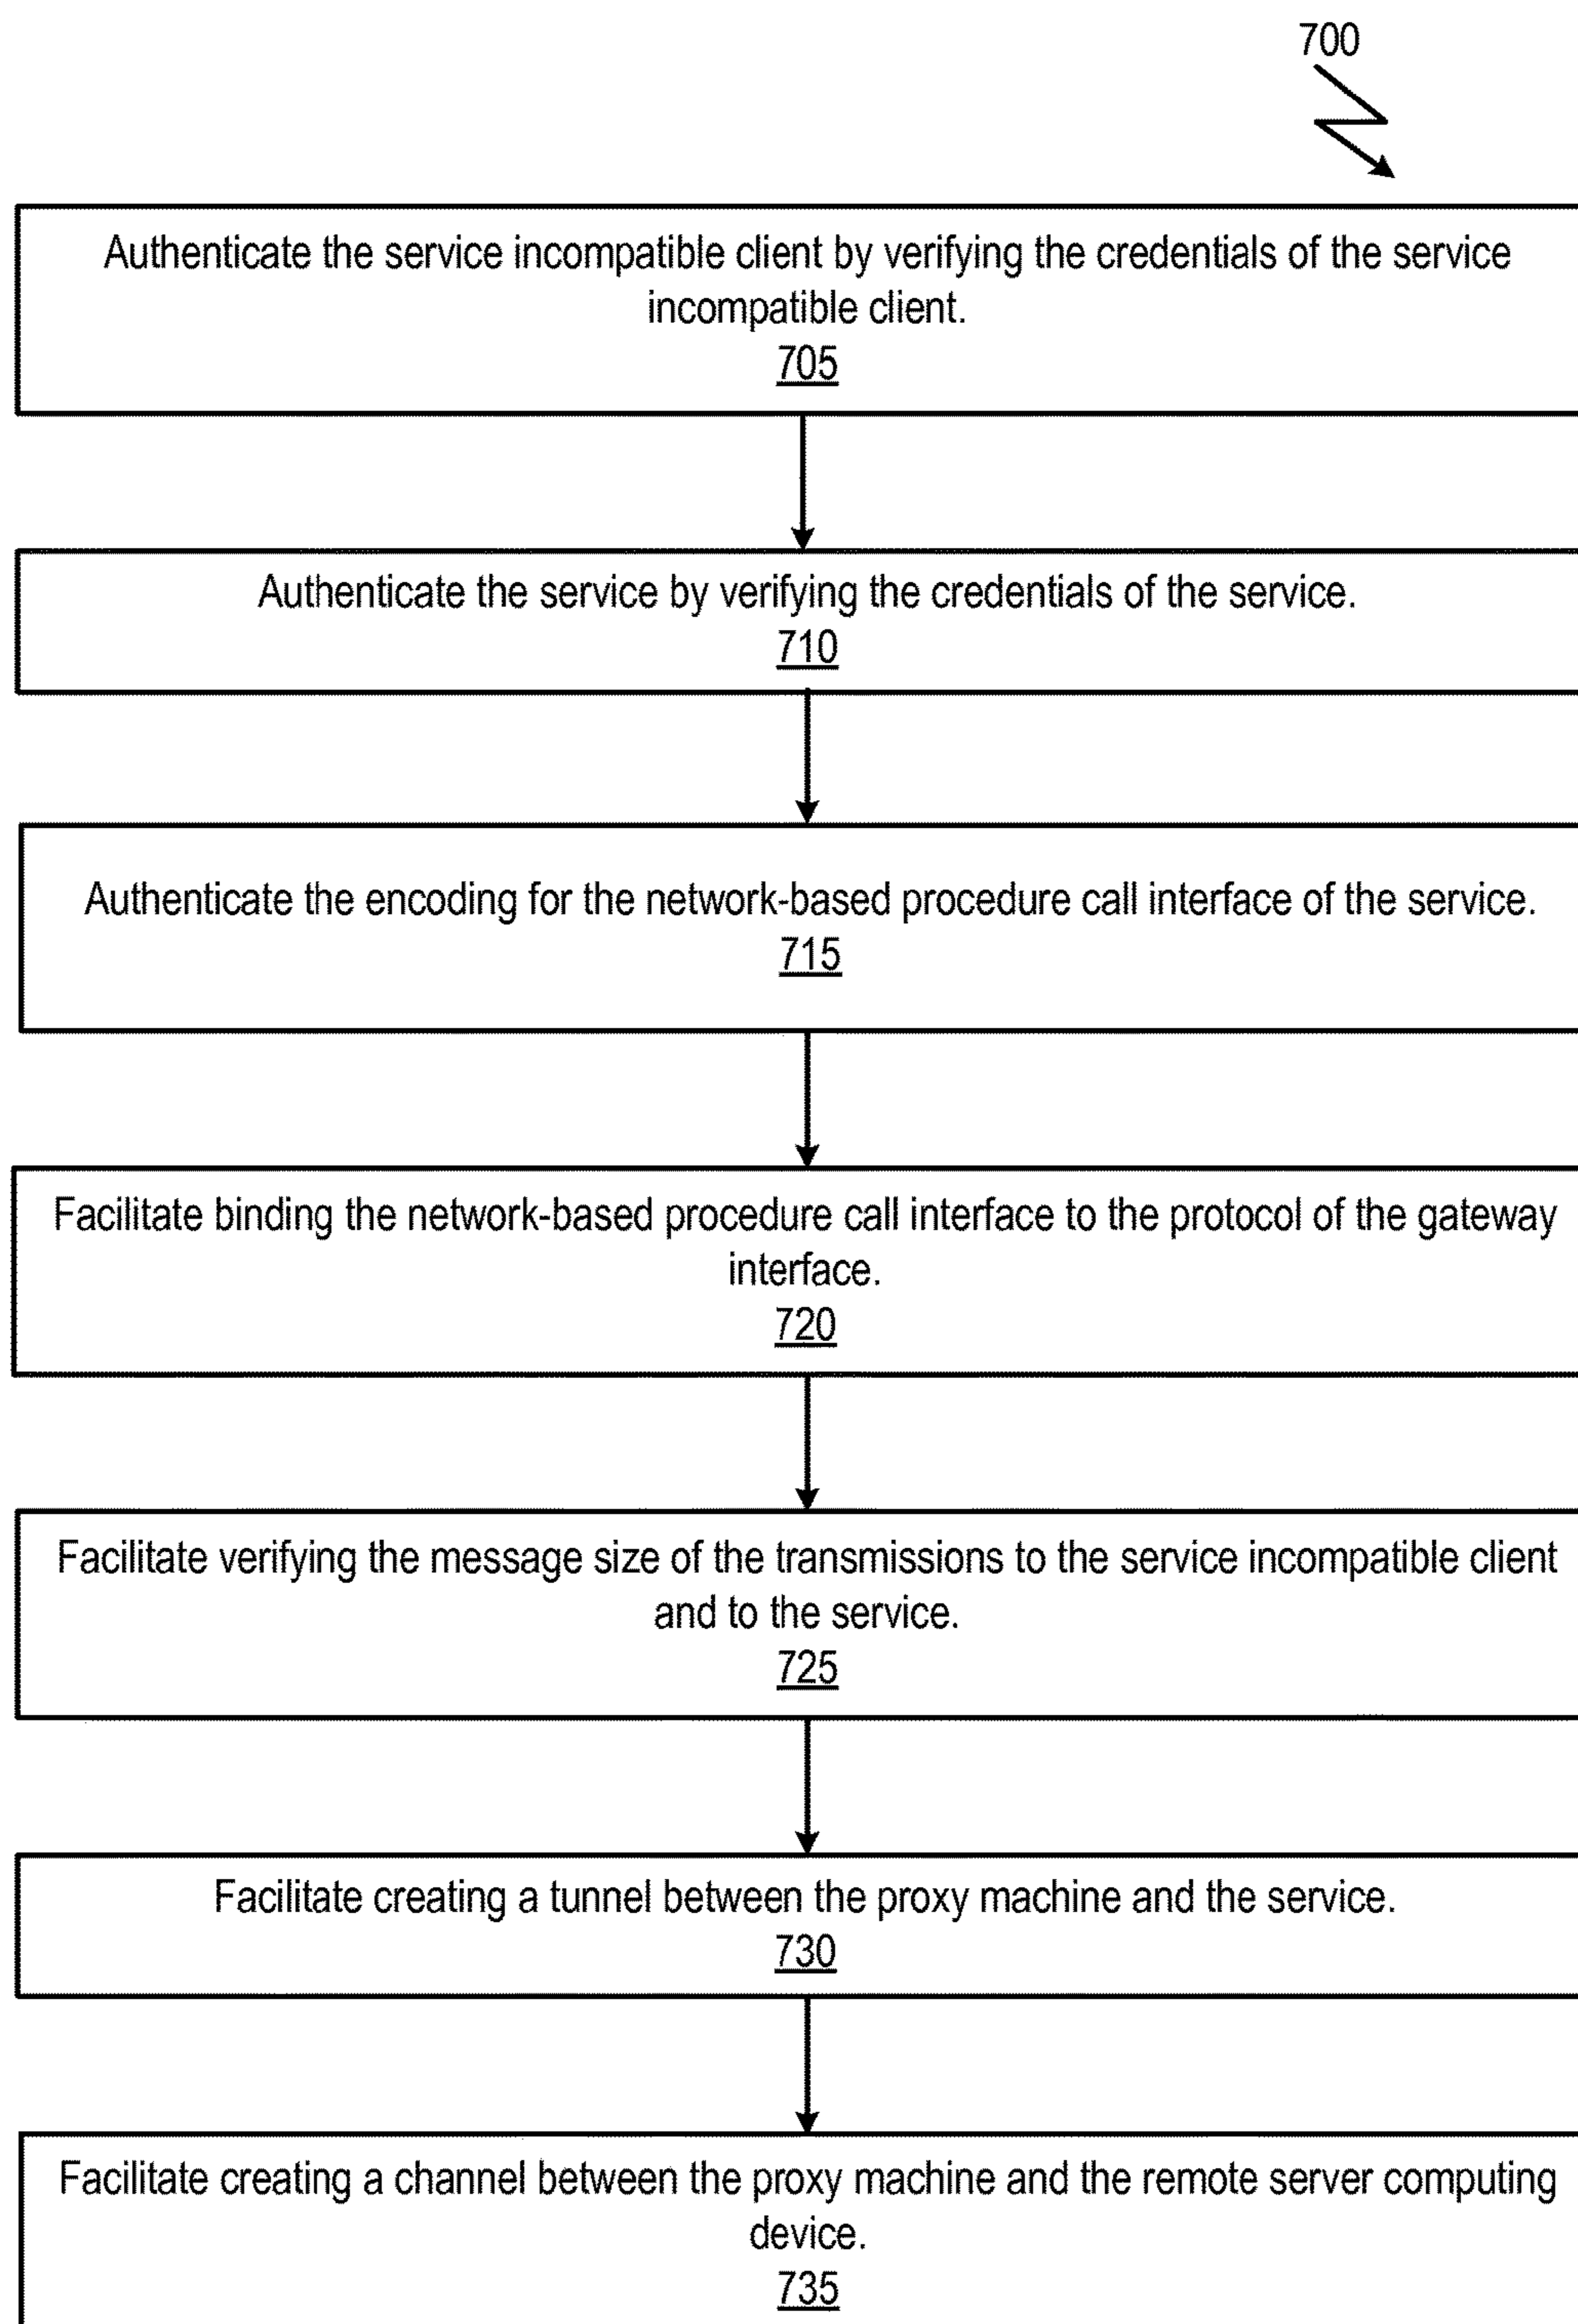 700
Authenticate the service incompatible client by verifying the credentials of the service
incompatible client.
705
Authenticate the service by verifying the credentials of the service.
710
Authenticate the encoding for the network-based procedure call interface of the service.
715
Facilitate binding the network-based procedure call interface to the protocol of the gateway
interface.
720
Facilitate verifying the message size of the transmissions to the service incompatible client
and to the service.
725
Facilitate creating a tunnel between the proxy machine and the service.
730
Facilitate creating a channel between the proxy machine and the remote server computing
device.
735